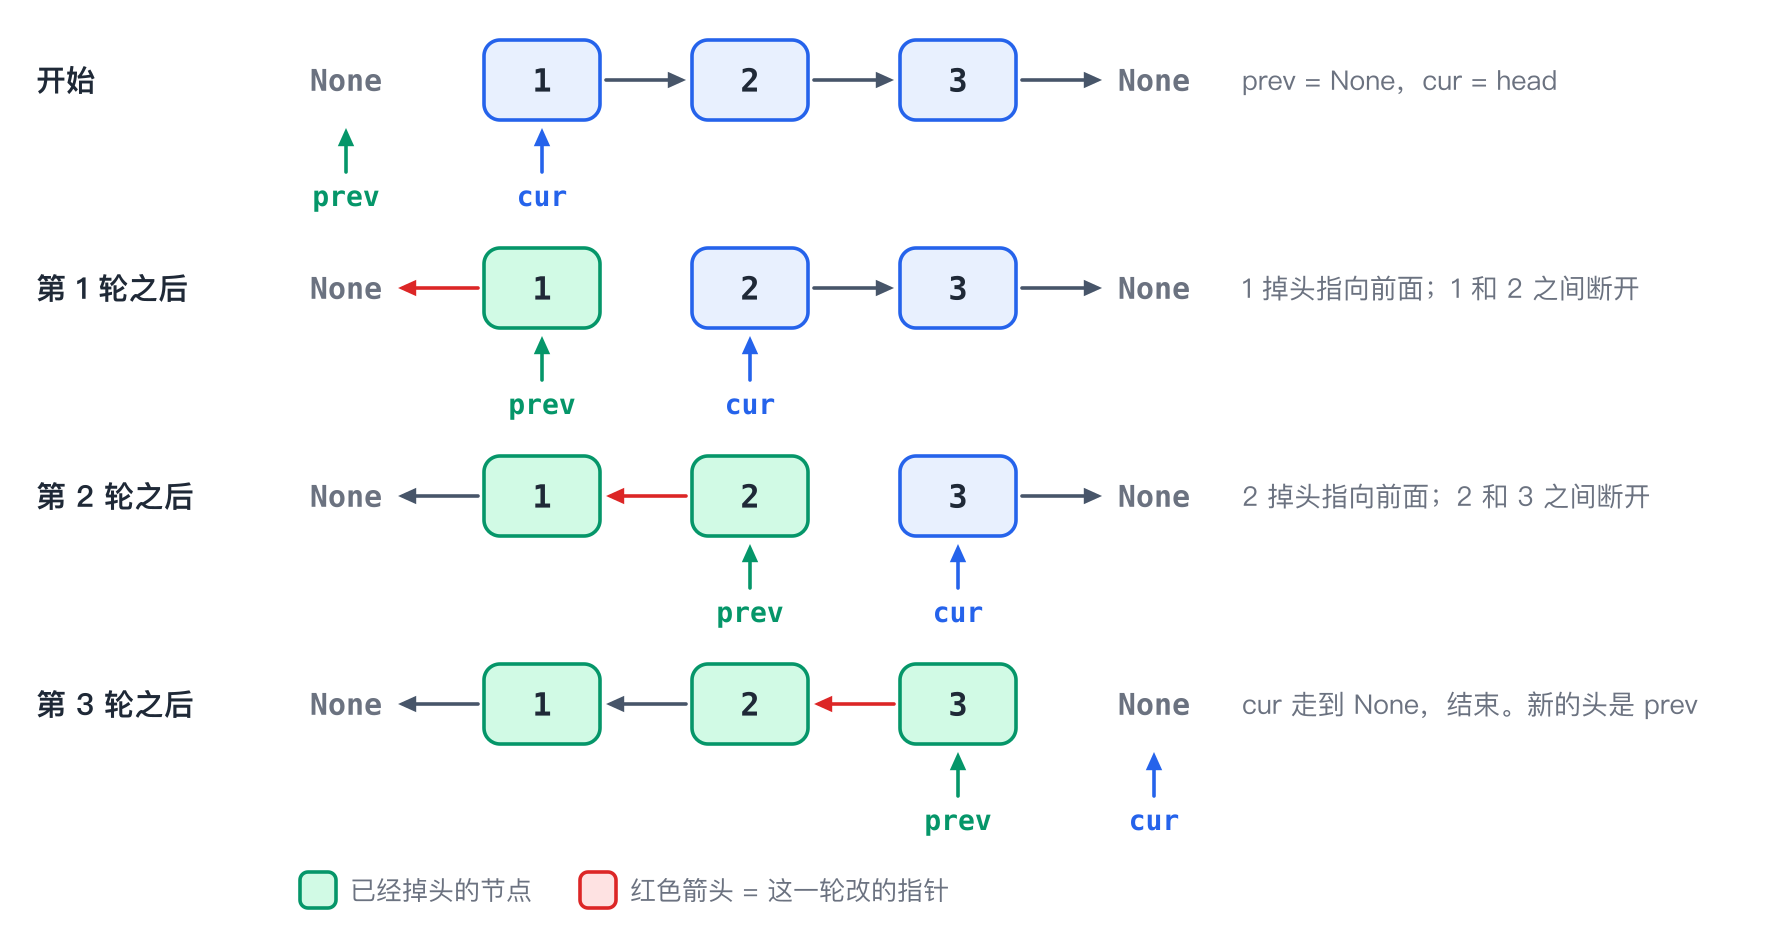 开始 None 1 2 3 None prev = None，cur = head
prev cur
第 1 轮之后 None 1 2 3 None 1 掉头指向前面；1 和 2 之间断开
prev cur
第 2 轮之后 None 1 2 3 None 2 掉头指向前面；2 和 3 之间断开
prev cur
第 3 轮之后 None 1 2 3 None cur 走到 None，结束。新的头是 prev
prev cur
已经掉头的节点 红色箭头 = 这一轮改的指针